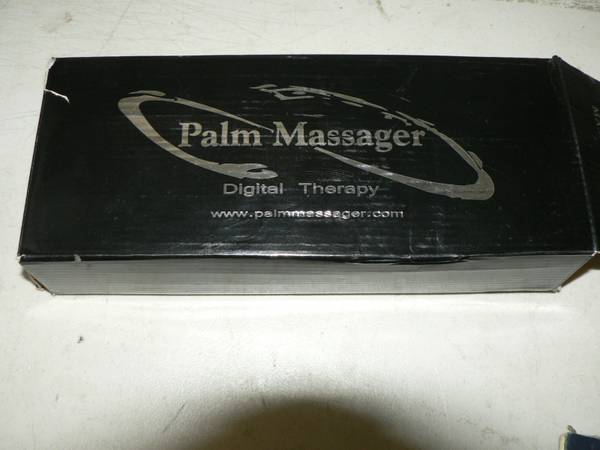 Palm Massager
Digital Therapy
www.palmmassager.com